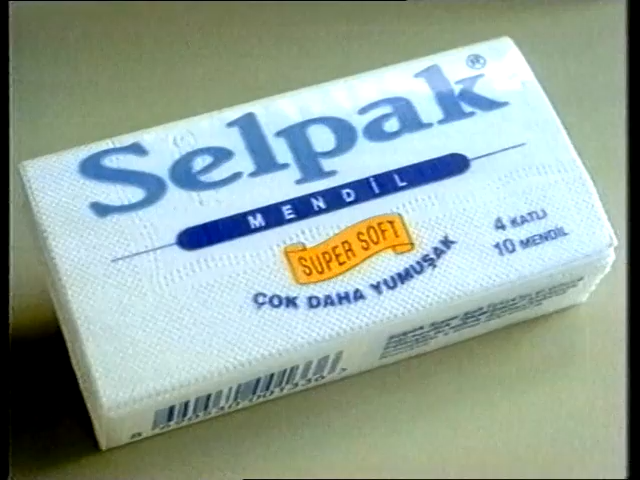 Selpak®
MENDİL
SUPER SOFT
ÇOK DAHA YUMUŞAK
4 KATLI
10 MENDİL